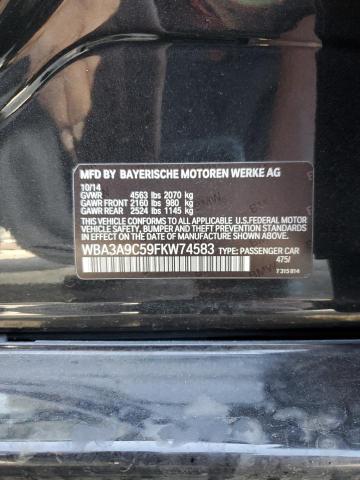 MFD BY BAYERISCHE MOTOREN WERKE AG
10/14
GVWR 4563 lbs 2070 kg
GAWR FRONT 2160 lbs 980 kg
GAWR REAR 2524 lbs 1145 kg
THIS VEHICLE CONFORMS TO ALL APPLICABLE U.S.FEDERAL MOTOR
VEHICLE SAFETY, BUMPER, AND THEFT PREVENTION STANDARDS
IN EFFECT ON THE DATE OF MANUFACTURE SHOWN ABOVE.
WBA3A9C59FKW74583 TYPE: PASSENGER CAR
475/
7315814